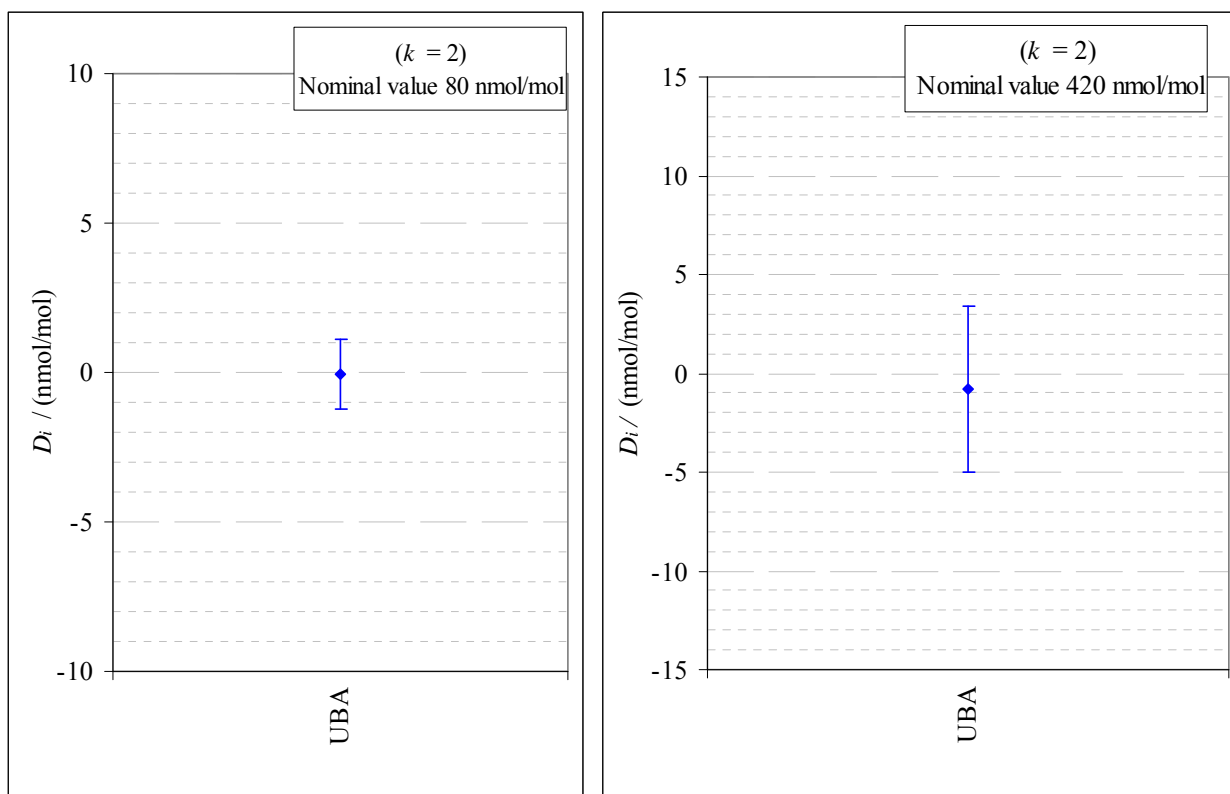 (k = 2)
Nominal value 80 nmol/mol
10
5
0
-5
-10
Di / (nmol/mol)
UBA
(k = 2)
Nominal value 420 nmol/mol
15
10
5
0
-5
-10
-15
Di / (nmol/mol)
UBA